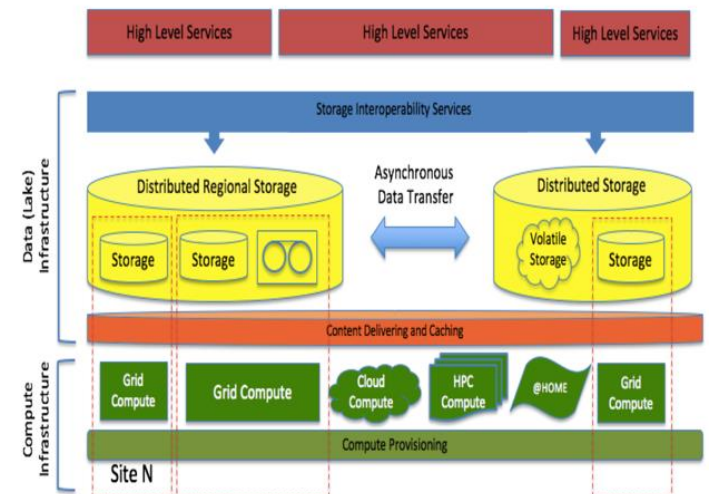 High Level Services
High Level Services
High Level Services
Storage Interoperability Services
Data (Lake)
Infrastructure
Distributed Regional Storage
Asynchronous
Data Transfer
Distributed Storage
Storage
Storage
Volatile
Storage
Storage
Content Delivering and Caching
Compute
Infrastructure
Grid
Compute
Grid Compute
Cloud
Compute
HPC
Compute
@HOME
Grid
Compute
Compute Provisioning
Site N